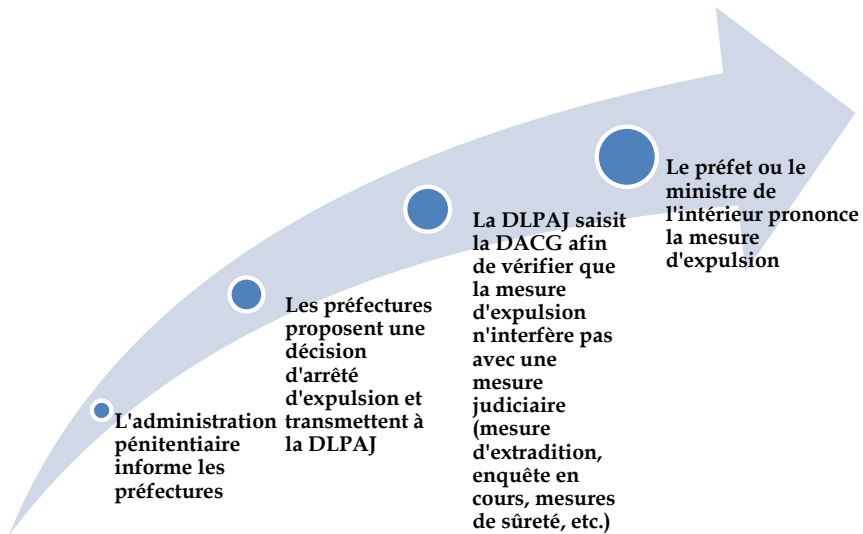 L'administration
pénitentiaire
informe les
préfectures
Les préfectures
proposent une
décision
d'arrêté
d'expulsion et
transmettent à
la DLPAJ
La DLPAJ saisit
la DACG afin
de vérifier que
la mesure
d'expulsion
n'interfère pas
avec une
mesure
judiciaire
(mesure
d'extradition,
enquête en
cours, mesures
de sûreté, etc.)
Le préfet ou le
ministre de
l'intérieur prononce
la mesure
d'expulsion